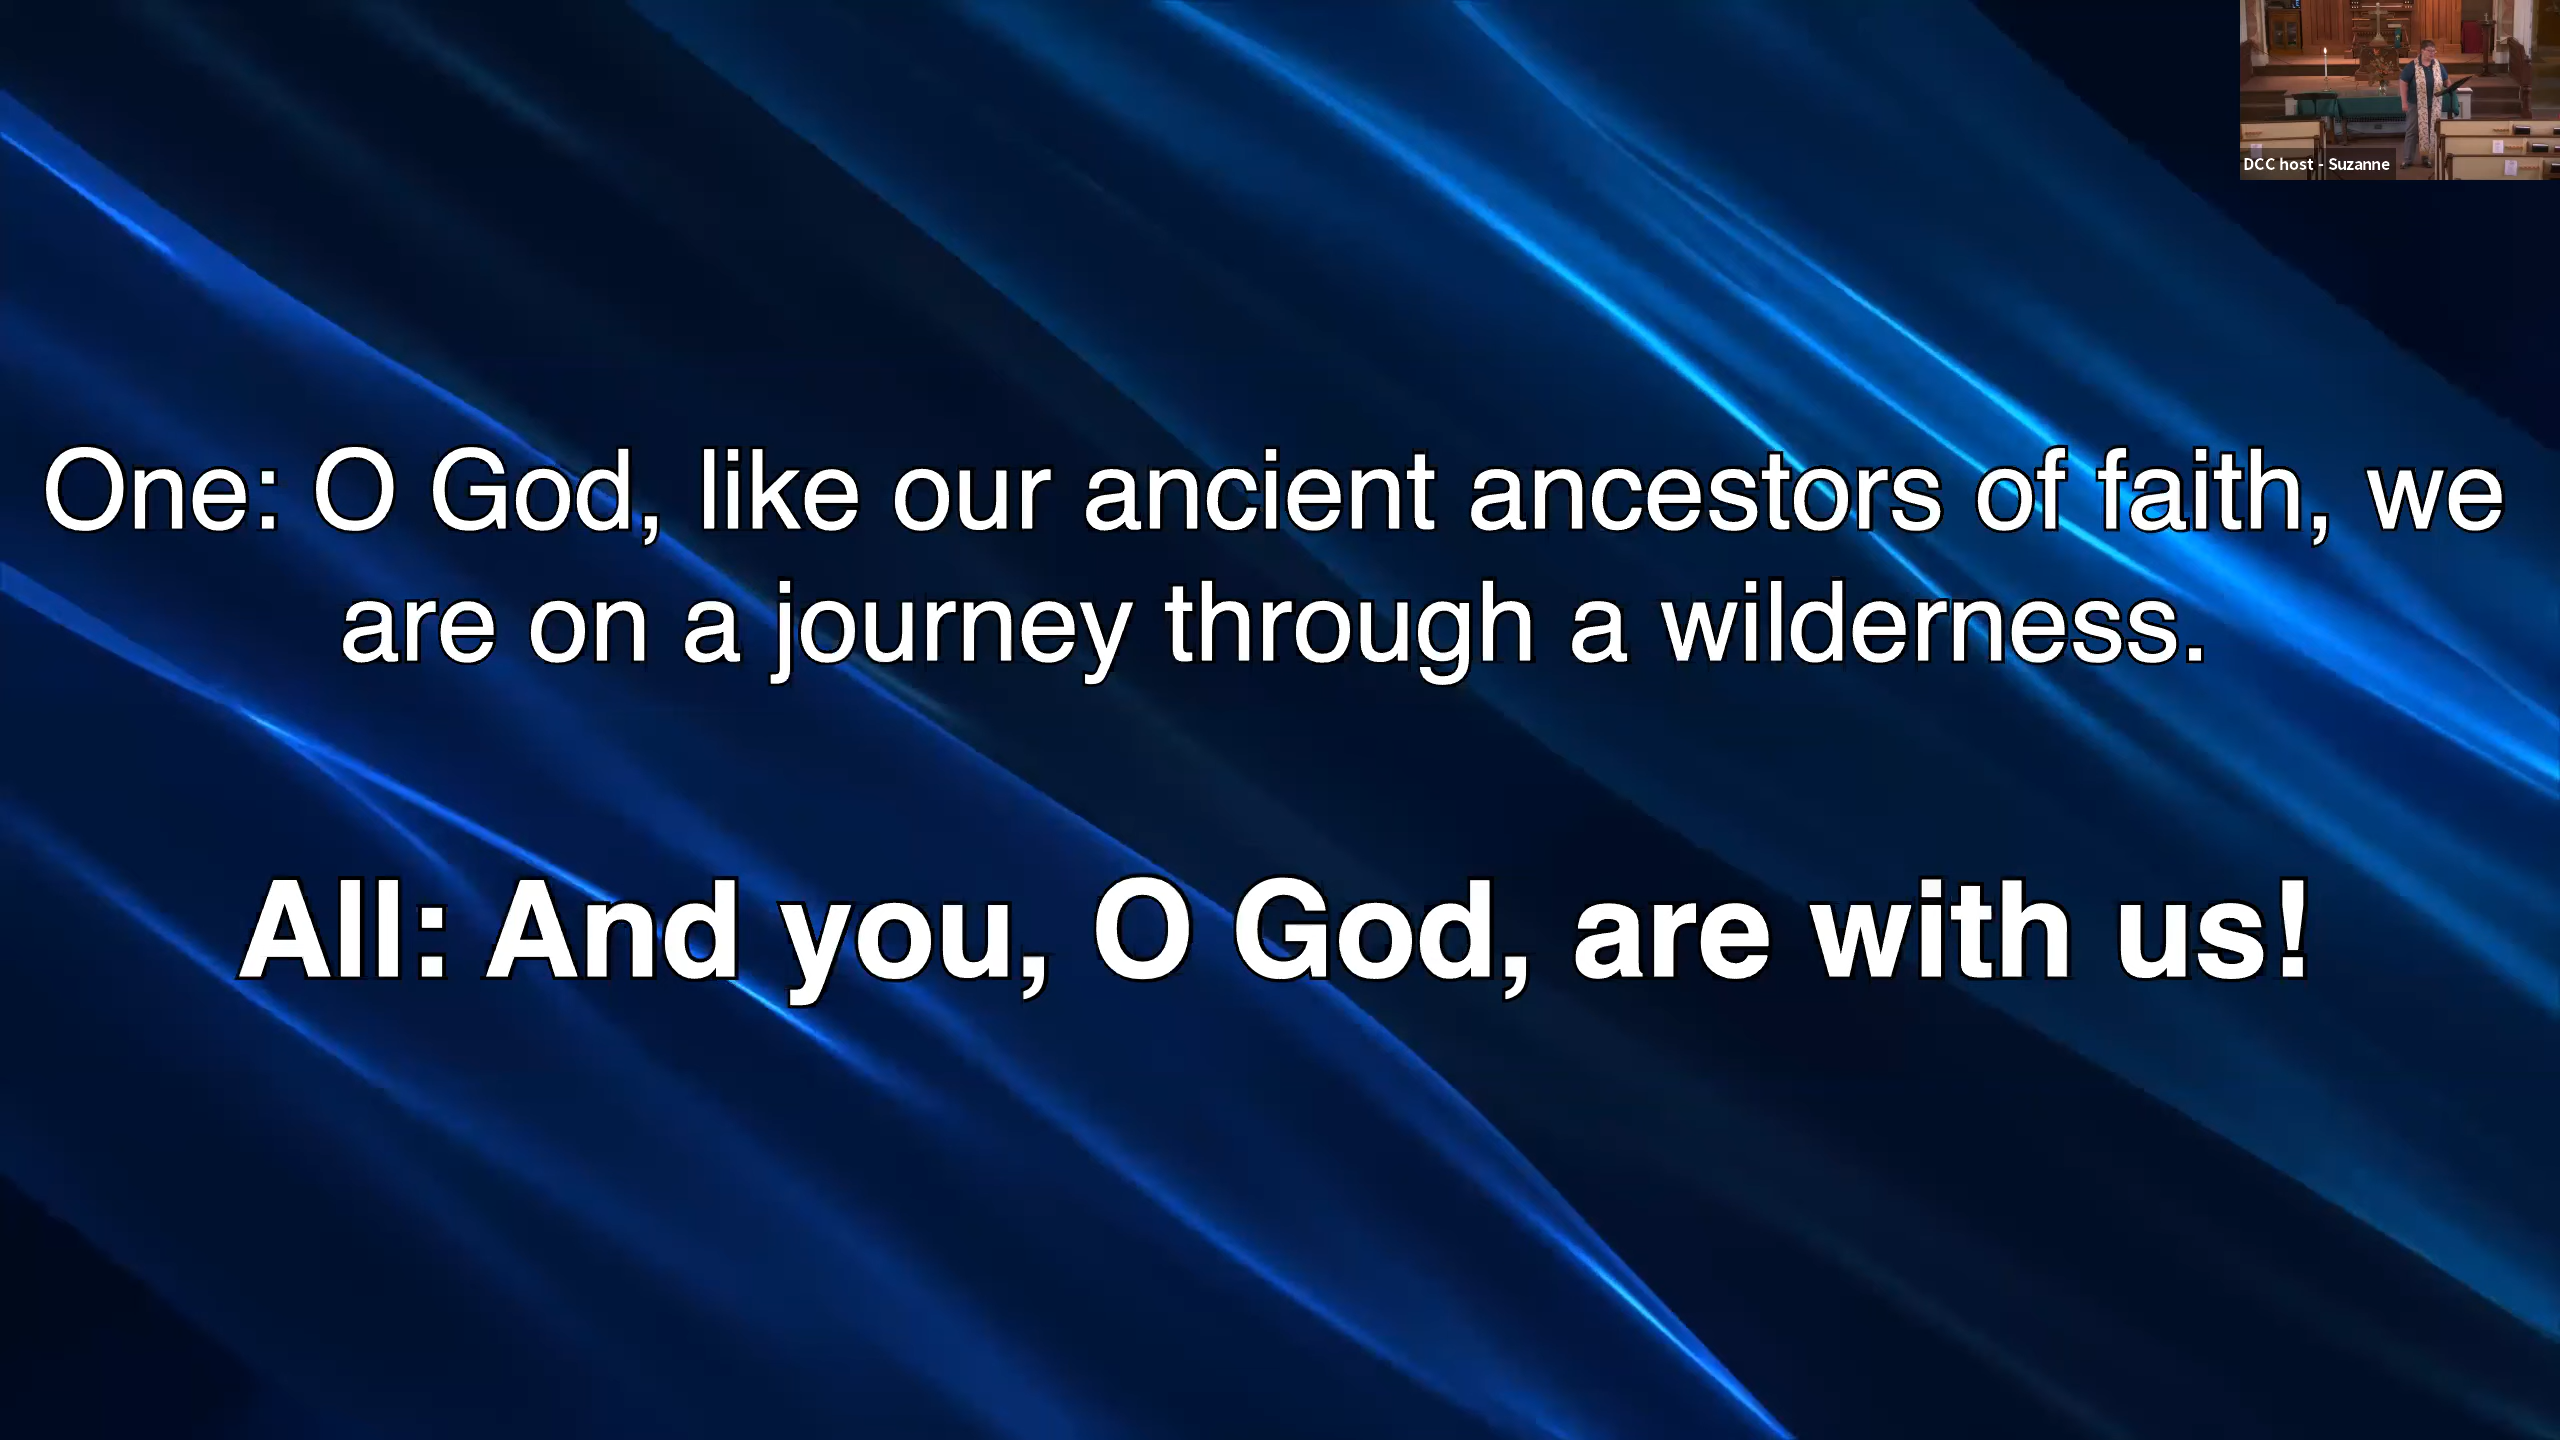 DCC host - Suzanne
One: O God, like our ancient ancestors of faith, we
are on a journey through a wilderness.
All: And you, O God, are with us!